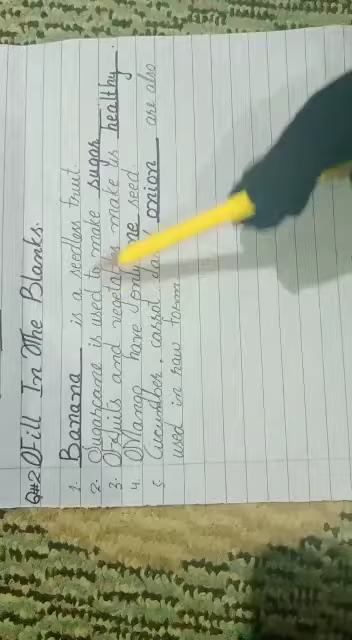 Q#2 Fill In The Blanks.
1. Banana is a seedless fruit.
2. Sugarcane is used to make sugar.
3. Fruits and vegetables make us healthy.
4. Mango have only one seed.
5. Cucumber, carrot onion are also
used in raw form